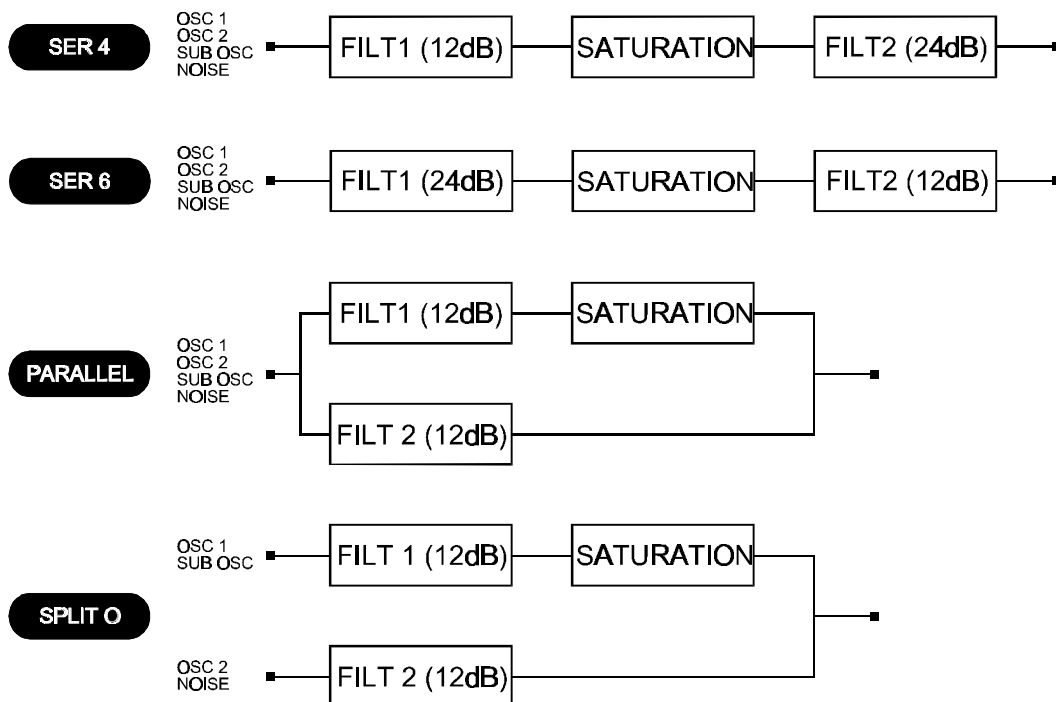 SER 4
OSC 1
OSC 2
SUB OSC
NOISE
FILT1 (12dB)
SATURATION
FILT2 (24dB)
SER 6
OSC 1
OSC 2
SUB OSC
NOISE
FILT1 (24dB)
SATURATION
FILT2 (12dB)
PARALLEL
OSC 1
OSC 2
SUB OSC
NOISE
FILT1 (12dB)
SATURATION
FILT 2 (12dB)
SPLIT O
OSC 1
SUB OSC
FILT 1 (12dB)
SATURATION
OSC 2
NOISE
FILT 2 (12dB)